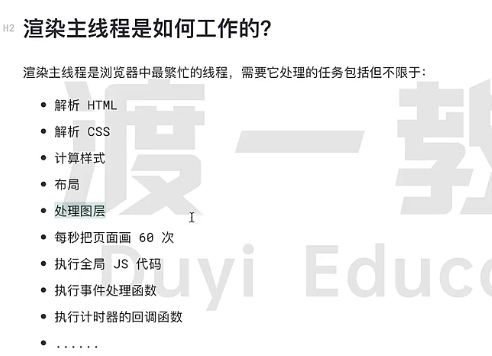 H2 渲染主线程是如何工作的?
渲染主线程是浏览器中最繁忙的线程，需要它处理的任务包括但不限于：
• 解析 HTML
• 解析 CSS
• 计算样式
• 布局
• 处理图层
• 每秒把页面画 60 次
• 执行全局 JS 代码
• 执行事件处理函数
• 执行计时器的回调函数
• ......
渡一教
Duyi Educ